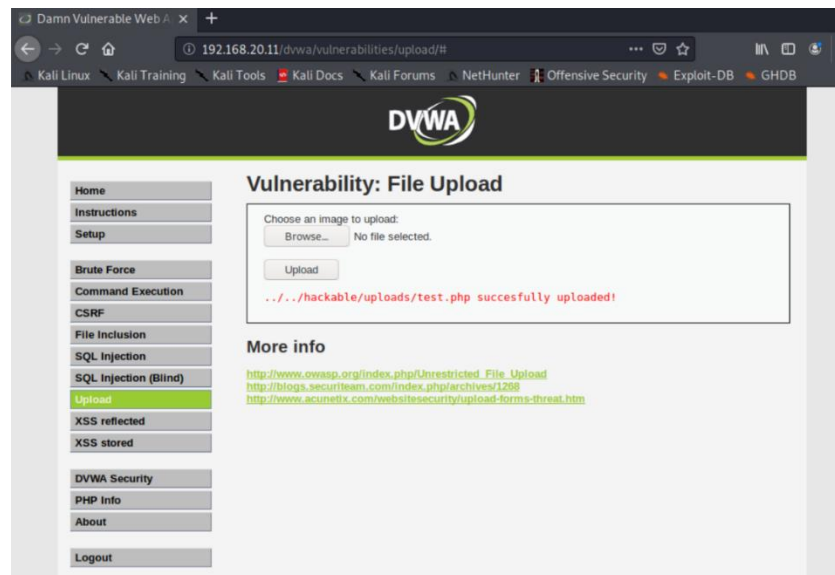 Damn Vulnerable Web A
192.168.20.11/dvwa/vulnerabilities/upload/#
Kali Linux Kali Training Kali Tools Kali Docs Kali Forums NetHunter Offensive Security Exploit-DB GHDB
DVWA
Home
Instructions
Setup
Brute Force
Command Execution
CSRF
File Inclusion
SQL Injection
SQL Injection (Blind)
Upload
XSS reflected
XSS stored
DVWA Security
PHP Info
About
Logout
Vulnerability: File Upload
Choose an image to upload:
Browse... No file selected.
Upload
../../hackable/uploads/test.php succesfully uploaded!
More info
http://www.owasp.org/index.php/Unrestricted_File_Upload
http://blogs.securiteam.com/index.php/archives/1268
http://www.acunetix.com/websitesecurity/upload-forms-threat.htm